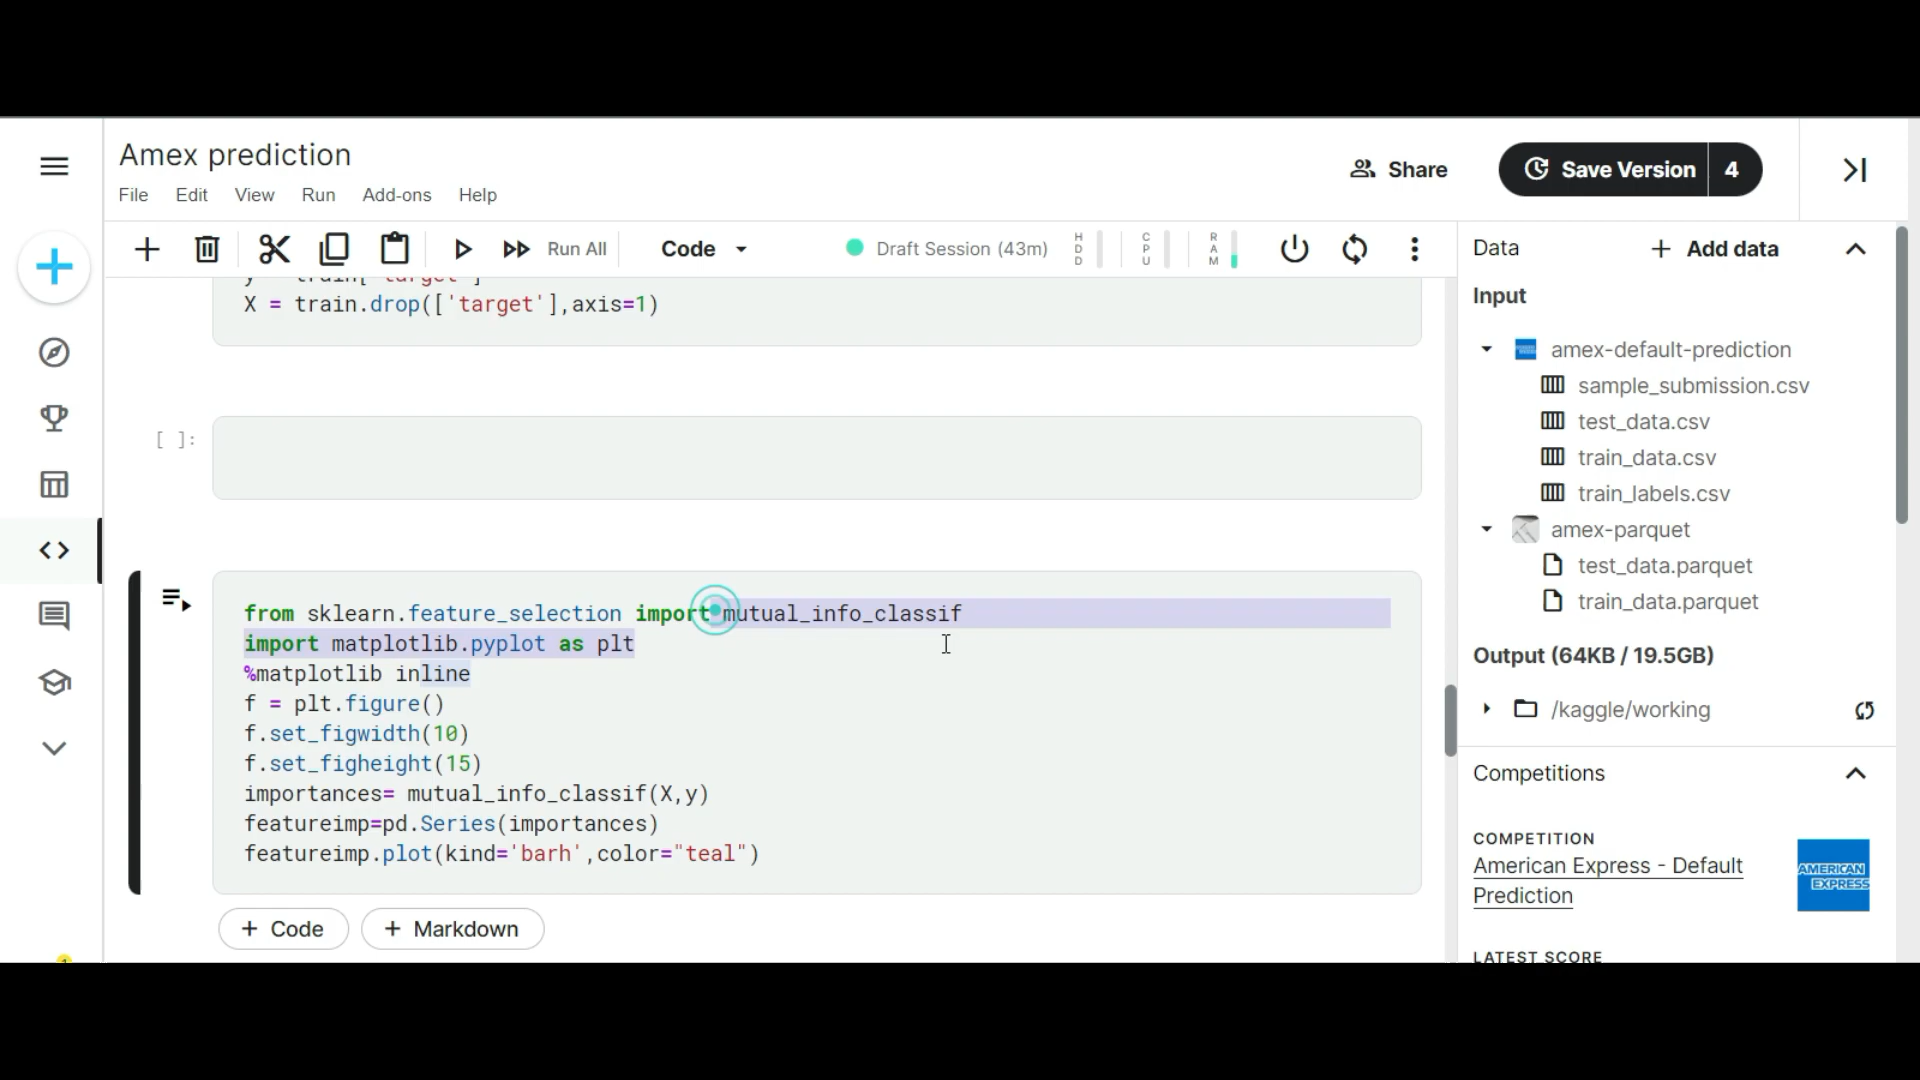 Amex prediction
File Edit View Run Add-ons Help
Share
Save Version 4
Run All
Code
Draft Session (43m)
HDD
CPU
RAM
y = train['target']
X = train.drop(['target'],axis=1)
[ ]:
from sklearn.feature_selection import mutual_info_classif
import matplotlib.pyplot as plt
%matplotlib inline
f = plt.figure()
f.set_figwidth(10)
f.set_figheight(15)
importances= mutual_info_classif(X,y)
featureimp=pd.Series(importances)
featureimp.plot(kind='barh',color="teal")
+ Code
+ Markdown
Data
+ Add data
Input
amex-default-prediction
sample_submission.csv
test_data.csv
train_data.csv
train_labels.csv
amex-parquet
test_data.parquet
train_data.parquet
Output (64KB / 19.5GB)
/kaggle/working
Competitions
COMPETITION
American Express - Default
Prediction
AMERICAN
EXPRESS
LATEST SCORE